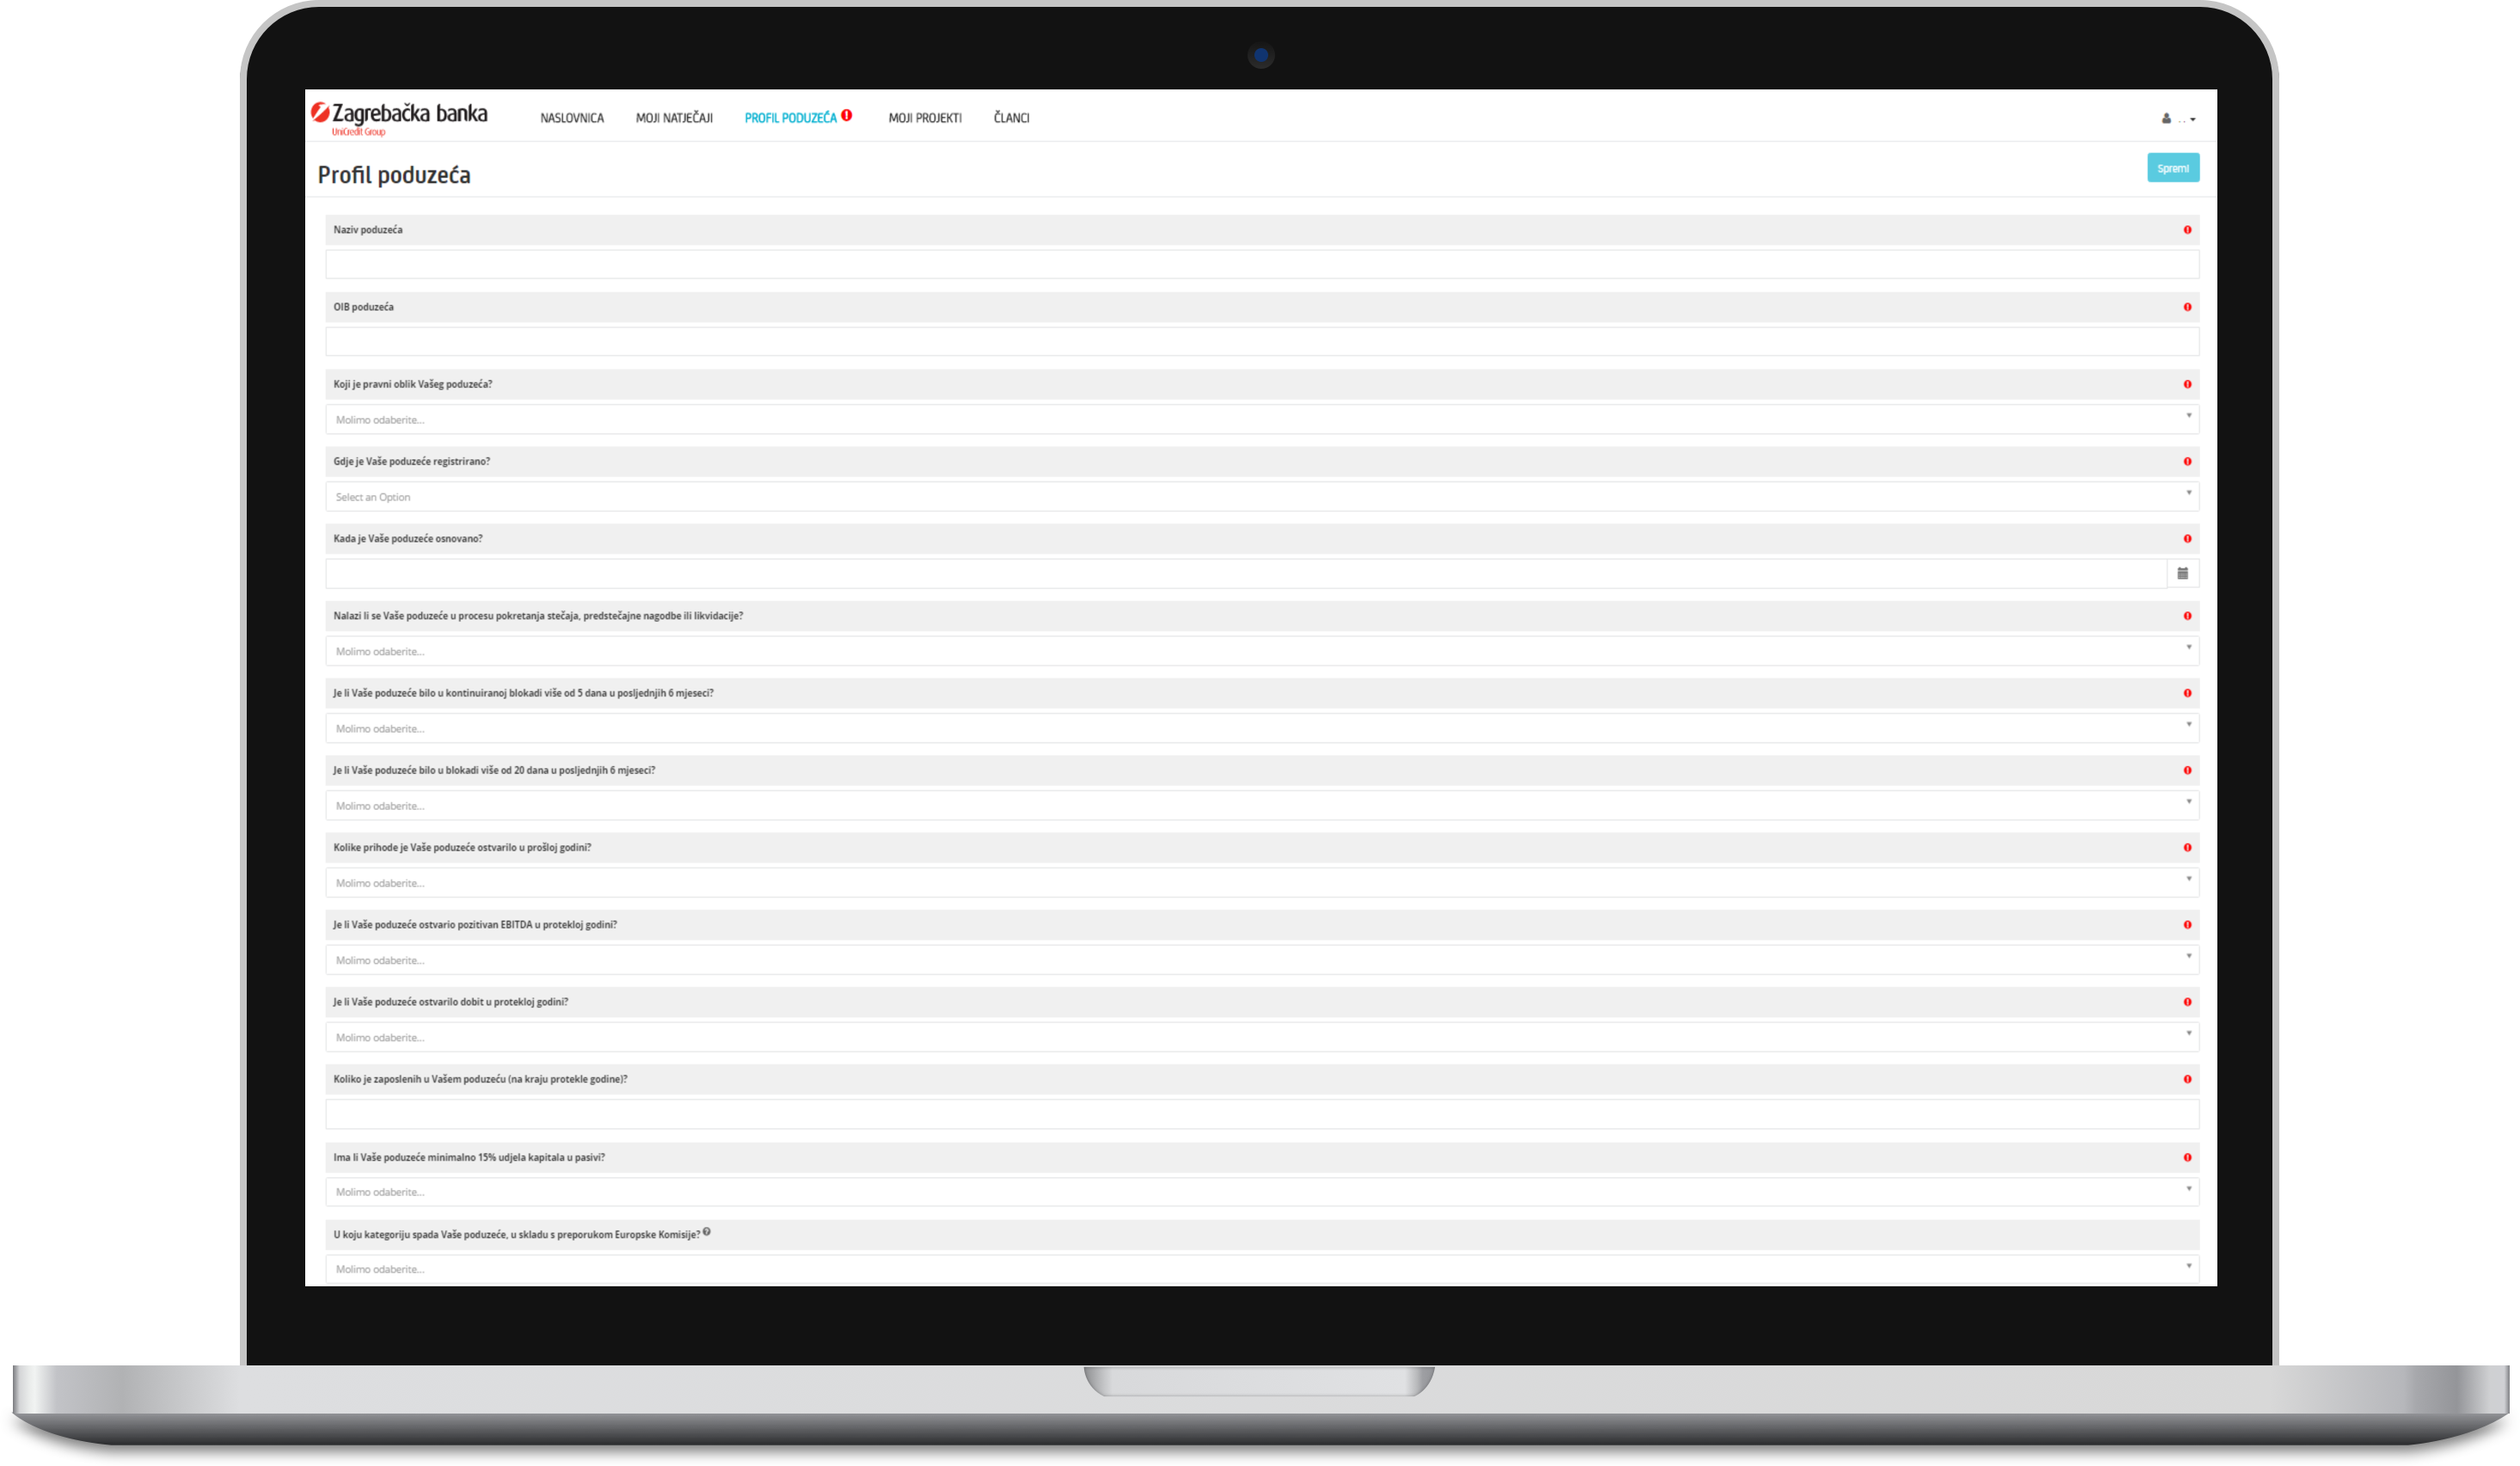 Zagrebačka banka
UniCredit Group
NASLOVNICA
MOJI NATJEČAJI
PROFIL PODUZEĆA
MOJI PROJEKTI
ČLANCI
Profil poduzeća
Spremi
Naziv poduzeća
OIB poduzeća
Koji je pravni oblik Vašeg poduzeća?
Molimo odaberite...
Gdje je Vaše poduzeće registrirano?
Select an Option
Kada je Vaše poduzeće osnovano?
Nalazi li se Vaše poduzeće u procesu pokretanja stečaja, predstečajne nagodbe ili likvidacije?
Molimo odaberite...
Je li Vaše poduzeće bilo u kontinuiranoj blokadi više od 5 dana u posljednjih 6 mjeseci?
Molimo odaberite...
Je li Vaše poduzeće bilo u blokadi više od 20 dana u posljednjih 6 mjeseci?
Molimo odaberite...
Kolike prihode je Vaše poduzeće ostvarilo u prošloj godini?
Molimo odaberite...
Je li Vaše poduzeće ostvario pozitivan EBITDA u protekloj godini?
Molimo odaberite...
Je li Vaše poduzeće ostvarilo dobit u protekloj godini?
Molimo odaberite...
Koliko je zaposlenih u Vašem poduzeću (na kraju protekle godine)?
Ima li Vaše poduzeće minimalno 15% udjela kapitala u pasivi?
Molimo odaberite...
U koju kategoriju spada Vaše poduzeće, u skladu s preporukom Europske Komisije?
Molimo odaberite...